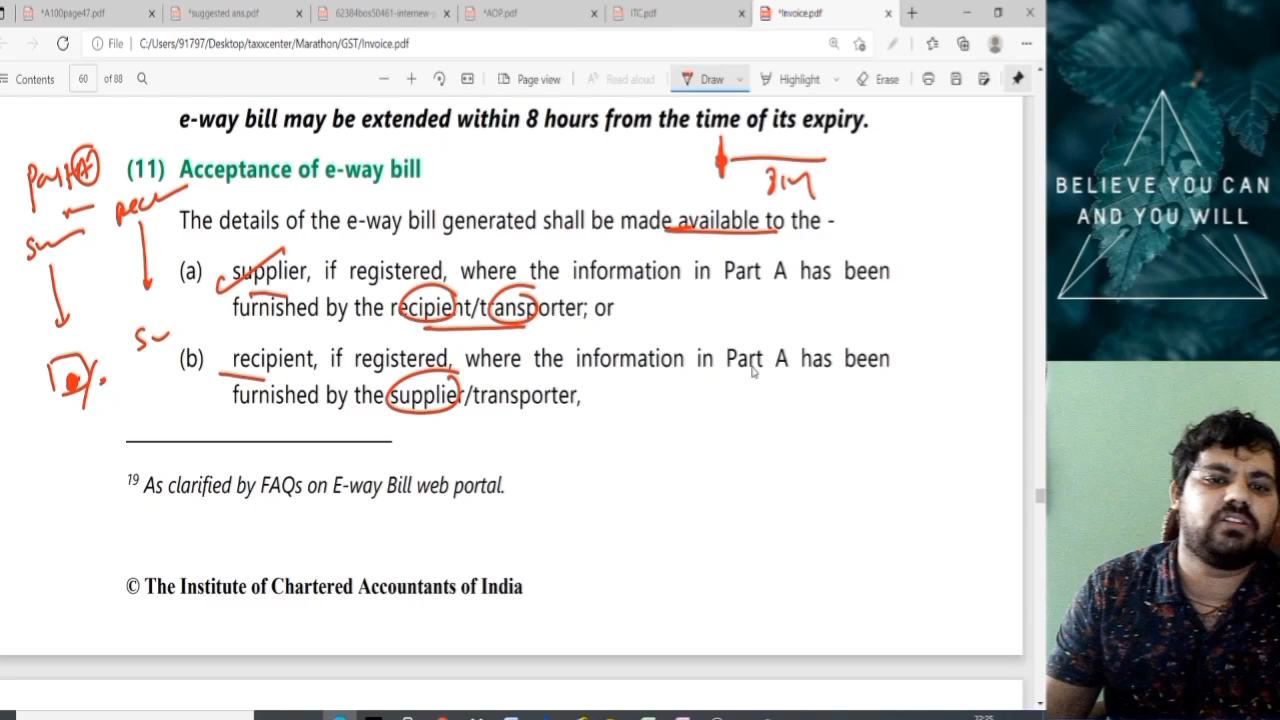 *A100page47.pdf
*suggested ans.pdf
62384bos50461-internew-
*AOP.pdf
ITC.pdf
*Invoice.pdf
File
C:/Users/91797/Desktop/taxxcenter/Marathon/GST/Invoice.pdf
Contents
60 of 88
Page view
Read aloud
Draw
Highlight
Erase
e-way bill may be extended within 8 hours from the time of its expiry.
(11) Acceptance of e-way bill
Part A
The details of the e-way bill generated shall be made available to the -
(a) supplier, if registered, where the information in Part A has been
furnished by the recipient/transporter; or
(b) recipient, if registered, where the information in Part A has been
furnished by the supplier/transporter,
19 As clarified by FAQs on E-way Bill web portal.
© The Institute of Chartered Accountants of India
BELIEVE YOU CAN
AND YOU WILL